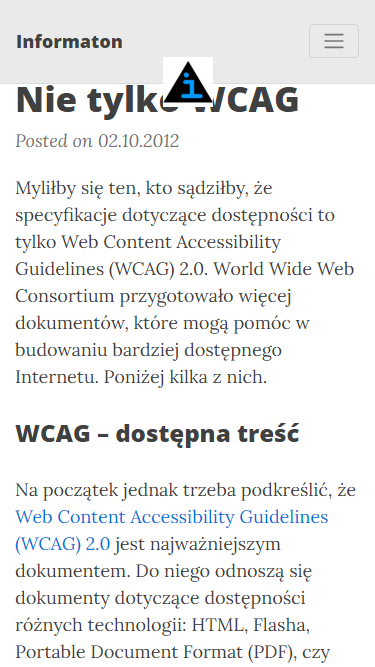 Informaton
Nie tylko WCAG
Posted on 02.10.2012
Myliłby się ten, kto sądziłby, że
specyfikacje dotyczące dostępności to
tylko Web Content Accessibility
Guidelines (WCAG) 2.0. World Wide Web
Consortium przygotowało więcej
dokumentów, które mogą pomóc w
budowaniu bardziej dostępnego
Internetu. Poniżej kilka z nich.
WCAG – dostępna treść
Na początek jednak trzeba podkreślić, że
Web Content Accessibility Guidelines
(WCAG) 2.0 jest najważniejszym
dokumentem. Do niego odnoszą się
dokumenty dotyczące dostępności
różnych technologii: HTML, Flasha,
Portable Document Format (PDF), czy